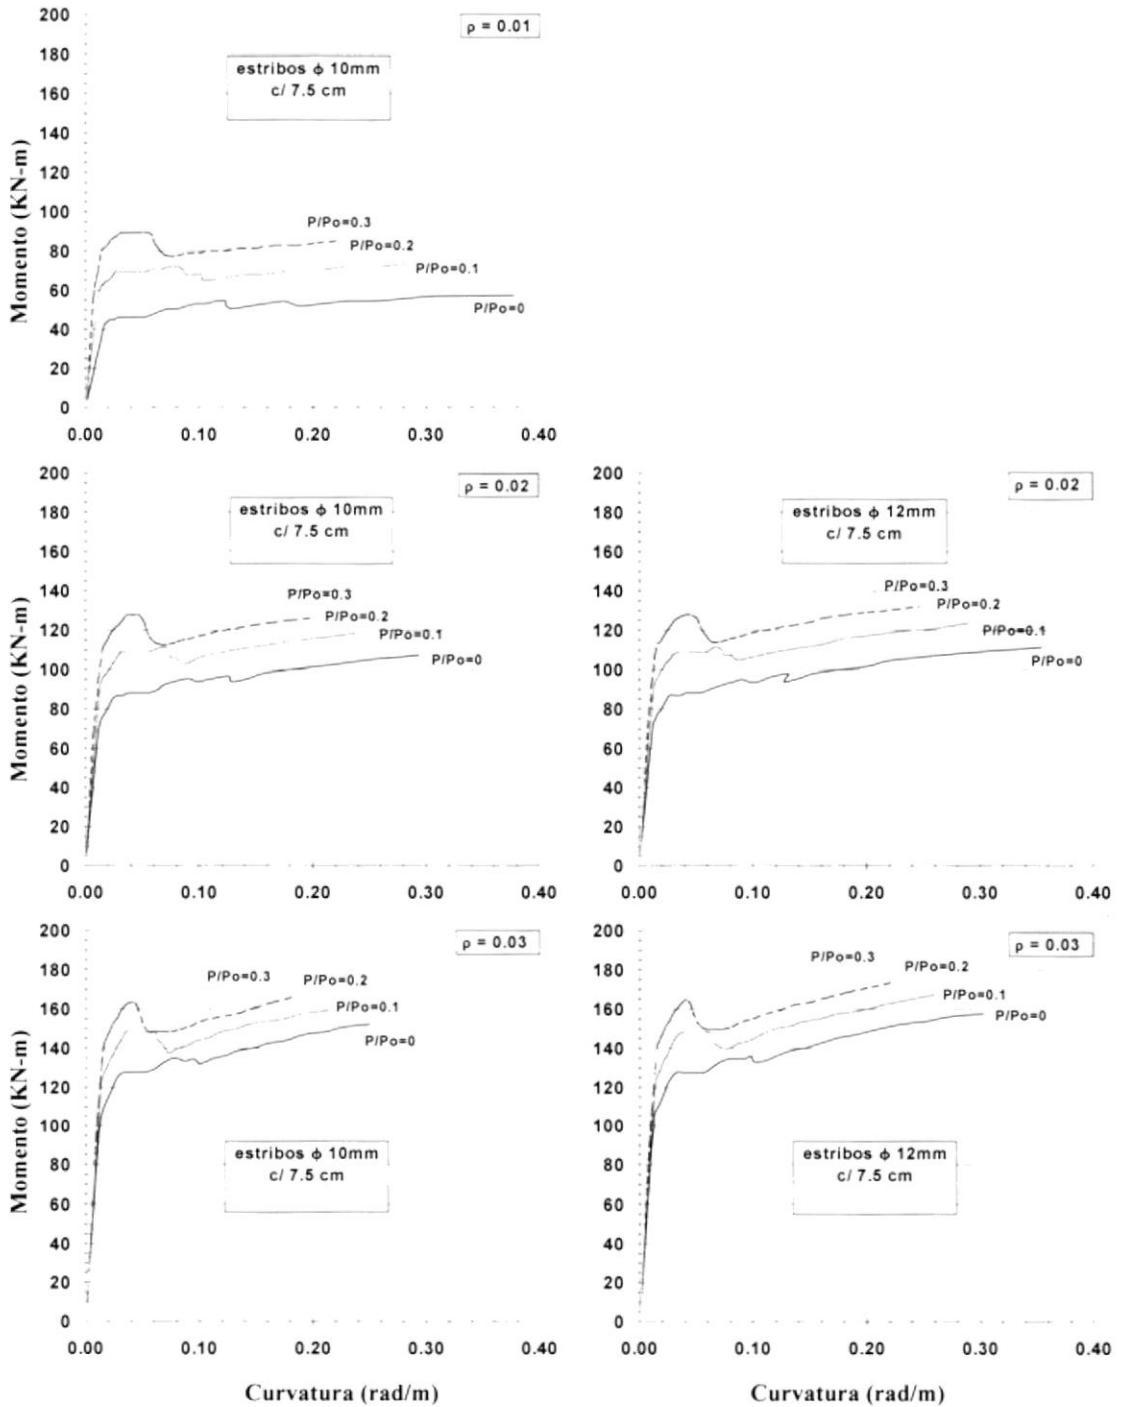 ρ = 0.01
estribos ϕ 10mm
c/ 7.5 cm
Momento (KN-m)
200
180
160
140
120
100
80
60
40
20
0
P/Po=0.3
P/Po=0.2
P/Po=0.1
P/Po=0
0.00 0.10 0.20 0.30 0.40
ρ = 0.02
estribos ϕ 10mm
c/ 7.5 cm
Momento (KN-m)
200
180
160
140
120
100
80
60
40
20
0
P/Po=0.3
P/Po=0.2
P/Po=0.1
P/Po=0
0.00 0.10 0.20 0.30 0.40
ρ = 0.02
estribos ϕ 12mm
c/ 7.5 cm
200
180
160
140
120
100
80
60
40
20
0
P/Po=0.3
P/Po=0.2
P/Po=0.1
P/Po=0
0.00 0.10 0.20 0.30 0.40
ρ = 0.03
Momento (KN-m)
200
180
160
140
120
100
80
60
40
20
0
P/Po=0.3
P/Po=0.2
P/Po=0.1
P/Po=0
estribos ϕ 10mm
c/ 7.5 cm
0.00 0.10 0.20 0.30 0.40
Curvatura (rad/m)
ρ = 0.03
200
180
160
140
120
100
80
60
40
20
0
P/Po=0.3
P/Po=0.2
P/Po=0.1
P/Po=0
estribos ϕ 12mm
c/ 7.5 cm
0.00 0.10 0.20 0.30 0.40
Curvatura (rad/m)